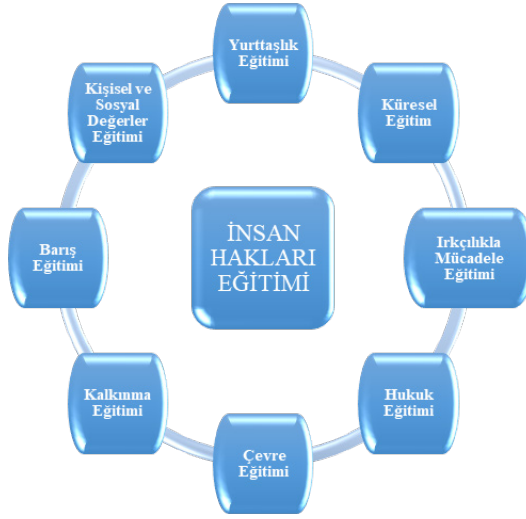 Yurttaşlık
Eğitimi
Kişisel ve
Sosyal
Değerler
Eğitimi
Küresel
Eğitim
İNSAN
HAKLARI
EĞİTİMİ
Barış
Eğitimi
Irkçılıkla
Mücadele
Eğitimi
Kalkınma
Eğitimi
Hukuk
Eğitimi
Çevre
Eğitimi